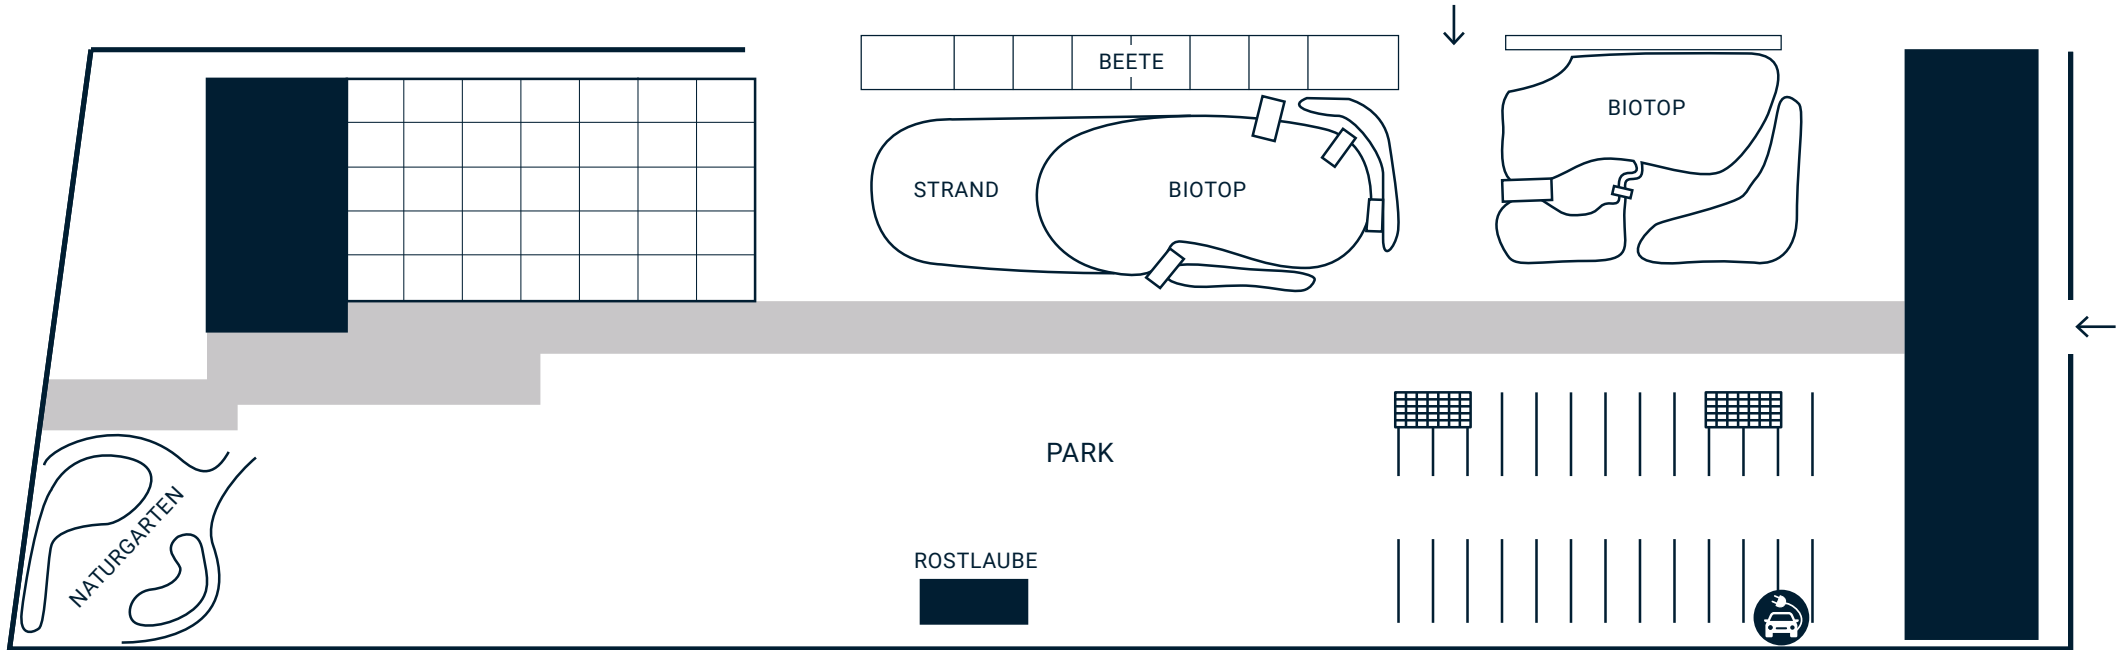 BEETE
BIOTOP
STRAND
BIOTOP
PARK
NATURGARTEN
ROSTLAUBE